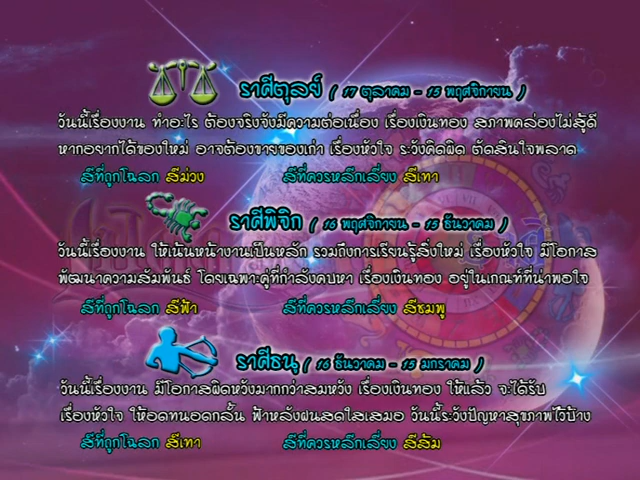 ราศีตุลย์ ( 17 ตุลาคม - 15 พฤศจิกายน )
วันนี้เรื่องงาน ทำอะไร ต้องจริงจังมีความต่อเนื่อง เรื่องเงินทอง สภาพคล่องไม่สู้ดี
หากอยากได้ของใหม่ อาจต้องขายของเก่า เรื่องหัวใจ ระวังคิดผิด ตัดสินใจพลาด
สีที่ถูกโฉลก สีม่วง สีที่ควรหลีกเลี่ยง สีเทา
ราศีพิจิก ( 16 พฤศจิกายน - 15 ธันวาคม )
วันนี้เรื่องงาน ให้เน้นหน้างานเป็นหลัก รวมถึงการเรียนรู้สิ่งใหม่ เรื่องหัวใจ มีโอกาส
พัฒนาความสัมพันธ์ โดยเฉพาะคู่ที่กำลังคบหา เรื่องเงินทอง อยู่ในเกณฑ์ที่น่าพอใจ
สีที่ถูกโฉลก สีฟ้า สีที่ควรหลีกเลี่ยง สีชมพู
ราศีธนู ( 16 ธันวาคม - 15 มกราคม )
วันนี้เรื่องงาน มีโอกาสผิดหวังมากกว่าสมหวัง เรื่องเงินทอง ให้แล้ว จะได้รับ
เรื่องหัวใจ ให้อดทนอดกลั้น ฟ้าหลังฝนสดใสเสมอ วันนี้ระวังปัญหาสุขภาพไว้บ้าง
สีที่ถูกโฉลก สีเทา สีที่ควรหลีกเลี่ยง สีส้ม